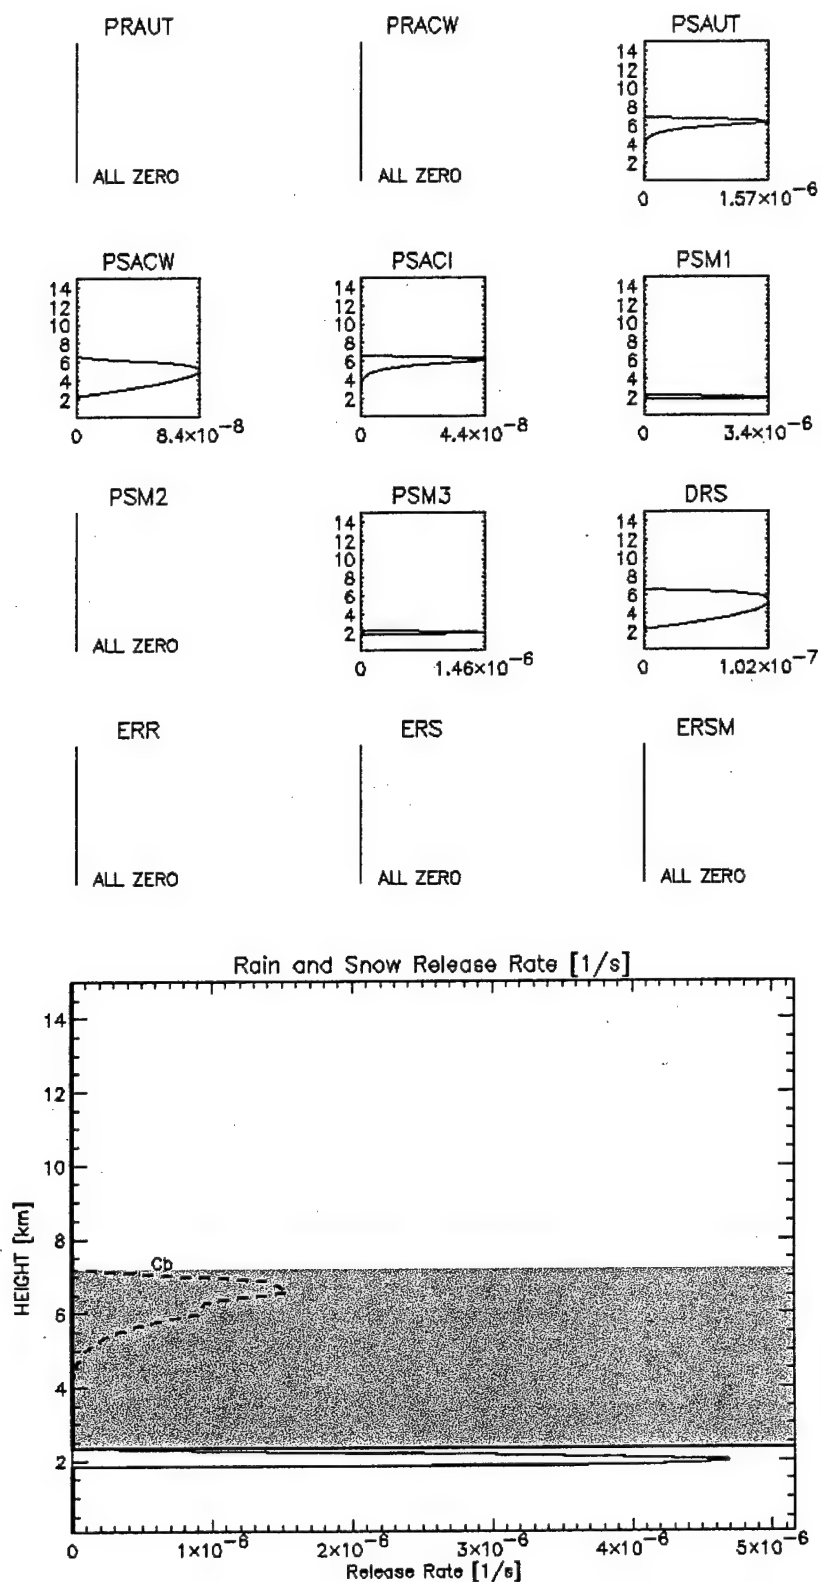 PRAUT PRACW PSAUT
14
12
10
8
6
4
2
ALL ZERO ALL ZERO
0 1.57×10⁻⁶
PSACW PSACI PSM1
14 14 14
12 12 12
10 10 10
8 8 8
6 6 6
4 4 4
2 2 2
0 8.4×10⁻⁸ 0 4.4×10⁻⁸ 0 3.4×10⁻⁶
PSM2 PSM3 DRS
14 14
12 12
10 10
8 8
6 6
4 4
2 2
ALL ZERO
0 1.46×10⁻⁶ 0 1.02×10⁻⁷
ERR ERS ERSM
ALL ZERO ALL ZERO ALL ZERO
Rain and Snow Release Rate [1/s]
14
12
10
8
Cb
HEIGHT [km]
6
4
2
0 1×10⁻⁶ 2×10⁻⁶ 3×10⁻⁶ 4×10⁻⁶ 5×10⁻⁶
Release Rate [1/s]